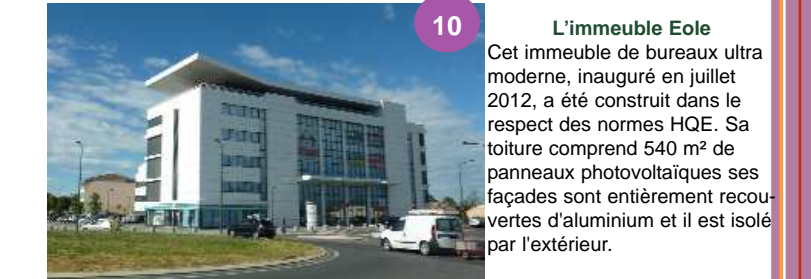 10
L'immeuble Eole
Cet immeuble de bureaux ultra
moderne, inauguré en juillet
2012, a été construit dans le
respect des normes HQE. Sa
toiture comprend 540 m² de
panneaux photovoltaïques ses
façades sont entièrement recou-
vertes d'aluminium et il est isolé
par l'extérieur.